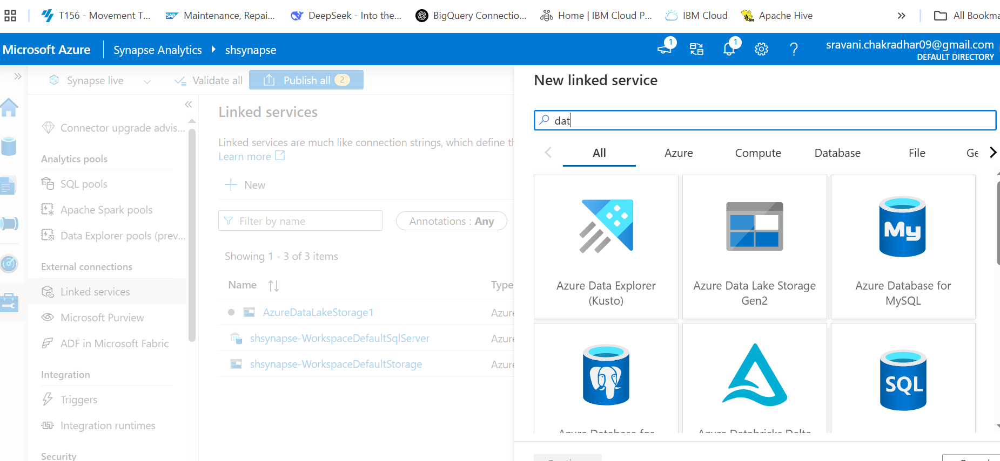 T156 - Movement T...
Maintenance, Repai...
DeepSeek - Into the...
BigQuery Connectio...
Home | IBM Cloud P...
IBM Cloud
Apache Hive
All Bookma
Microsoft Azure
Synapse Analytics
shsynapse
1
1
sravani.chakradhar09@gmail.com
DEFAULT DIRECTORY
Synapse live
Validate all
Publish all
2
Connector upgrade advis...
Analytics pools
SQL pools
Apache Spark pools
Data Explorer pools (prev...
External connections
Linked services
Microsoft Purview
ADF in Microsoft Fabric
Integration
Triggers
Integration runtimes
Security
Linked services
Linked services are much like connection strings, which define th
Learn more
New
Filter by name
Annotations : Any
Showing 1 - 3 of 3 items
Name
Type
AzureDataLakeStorage1
Azure
shsynapse-WorkspaceDefaultSqlServer
Azure
shsynapse-WorkspaceDefaultStorage
Azure
New linked service
dat
All
Azure
Compute
Database
File
Ge
Azure Data Explorer
(Kusto)
Azure Data Lake Storage
Gen2
My
Azure Database for
MySQL
Azure Database for
Azure Databricks Delta
SQL